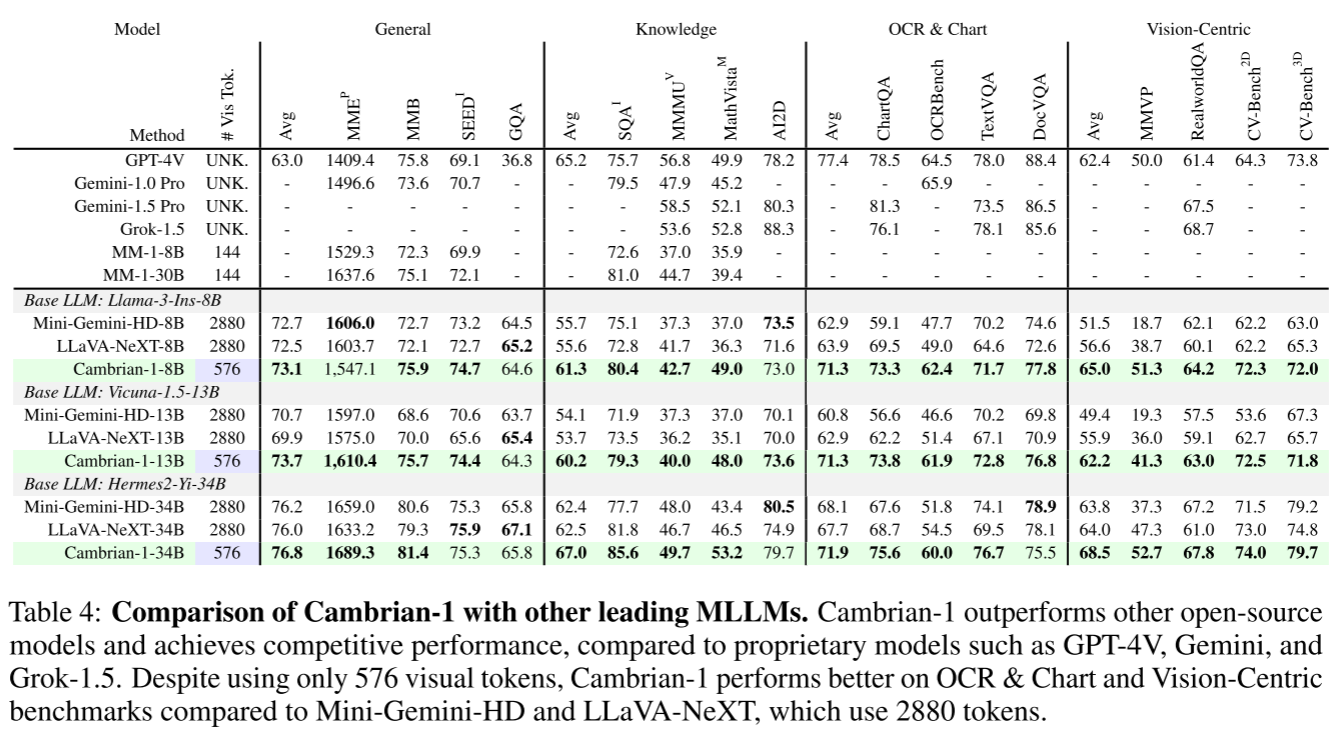 Model General Knowledge OCR & Chart Vision-Centric
Method # Vis Tok. Avg MME^P MMB SEED^I GQA Avg SQA^I MMMU^V MathVista^M AI2D Avg ChartQA OCRBench TextVQA DocVQA Avg MMVP RealworldQA CV-Bench^2D CV-Bench^3D
GPT-4V UNK. 63.0 1409.4 75.8 69.1 36.8 65.2 75.7 56.8 49.9 78.2 77.4 78.5 64.5 78.0 88.4 62.4 50.0 61.4 64.3 73.8
Gemini-1.0 Pro UNK. - 1496.6 73.6 70.7 - - 79.5 47.9 45.2 - - - 65.9 - - - - - - -
Gemini-1.5 Pro UNK. - - - - - - - 58.5 52.1 80.3 - 81.3 - 73.5 86.5 - - 67.5 - -
Grok-1.5 UNK. - - - - - - - 53.6 52.8 88.3 - 76.1 - 78.1 85.6 - - 68.7 - -
MM-1-8B 144 - 1529.3 72.3 69.9 - - 72.6 37.0 35.9 - - - - - - - - - - -
MM-1-30B 144 - 1637.6 75.1 72.1 - - 81.0 44.7 39.4 - - - - - - - - - - -
Base LLM: Llama-3-Ins-8B
Mini-Gemini-HD-8B 2880 72.7 1606.0 72.7 73.2 64.5 55.7 75.1 37.3 37.0 73.5 62.9 59.1 47.7 70.2 74.6 51.5 18.7 62.1 62.2 63.0
LLaVA-NeXT-8B 2880 72.5 1603.7 72.1 72.7 65.2 55.6 72.8 41.7 36.3 71.6 63.9 69.5 49.0 64.6 72.6 56.6 38.7 60.1 62.2 65.3
Cambrian-1-8B 576 73.1 1,547.1 75.9 74.7 64.6 61.3 80.4 42.7 49.0 73.0 71.3 73.3 62.4 71.7 77.8 65.0 51.3 64.2 72.3 72.0
Base LLM: Vicuna-1.5-13B
Mini-Gemini-HD-13B 2880 70.7 1597.0 68.6 70.6 63.7 54.1 71.9 37.3 37.0 70.1 60.8 56.6 46.6 70.2 69.8 49.4 19.3 57.5 53.6 67.3
LLaVA-NeXT-13B 2880 69.9 1575.0 70.0 65.6 65.4 53.7 73.5 36.2 35.1 70.0 62.9 62.2 51.4 67.1 70.9 55.9 36.0 59.1 62.7 65.7
Cambrian-1-13B 576 73.7 1,610.4 75.7 74.4 64.3 60.2 79.3 40.0 48.0 73.6 71.3 73.8 61.9 72.8 76.8 62.2 41.3 63.0 72.5 71.8
Base LLM: Hermes2-Yi-34B
Mini-Gemini-HD-34B 2880 76.2 1659.0 80.6 75.3 65.8 62.4 77.7 48.0 43.4 80.5 68.1 67.6 51.8 74.1 78.9 63.8 37.3 67.2 71.5 79.2
LLaVA-NeXT-34B 2880 76.0 1633.2 79.3 75.9 67.1 62.5 81.8 46.7 46.5 74.9 67.7 68.7 54.5 69.5 78.1 64.0 47.3 61.0 73.0 74.8
Cambrian-1-34B 576 76.8 1689.3 81.4 75.3 65.8 67.0 85.6 49.7 53.2 79.7 71.9 75.6 60.0 76.7 75.5 68.5 52.7 67.8 74.0 79.7
Table 4: Comparison of Cambrian-1 with other leading MLLMs. Cambrian-1 outperforms other open-source
models and achieves competitive performance, compared to proprietary models such as GPT-4V, Gemini, and
Grok-1.5. Despite using only 576 visual tokens, Cambrian-1 performs better on OCR & Chart and Vision-Centric
benchmarks compared to Mini-Gemini-HD and LLaVA-NeXT, which use 2880 tokens.